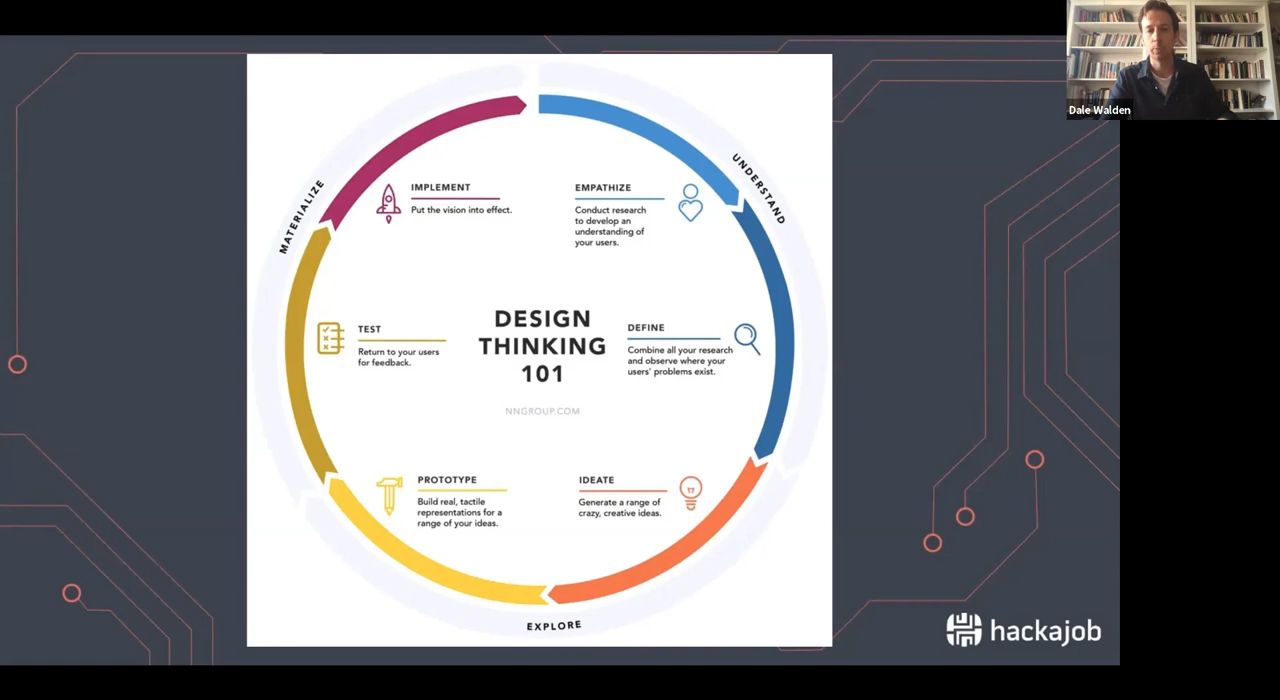 Dale Walden
UNDERSTAND
MATERIALIZE
IMPLEMENT
Put the vision into effect.
EMPATHIZE
Conduct research
to develop an
understanding of
your users.
TEST
Return to your users
for feedback.
DESIGN
THINKING
101
NNGROUP.COM
DEFINE
Combine all your research
and observe where your
users' problems exist.
PROTOTYPE
Build real, tactile
representations for a
range of your ideas.
IDEATE
Generate a range of
crazy, creative ideas.
EXPLORE
hackajob